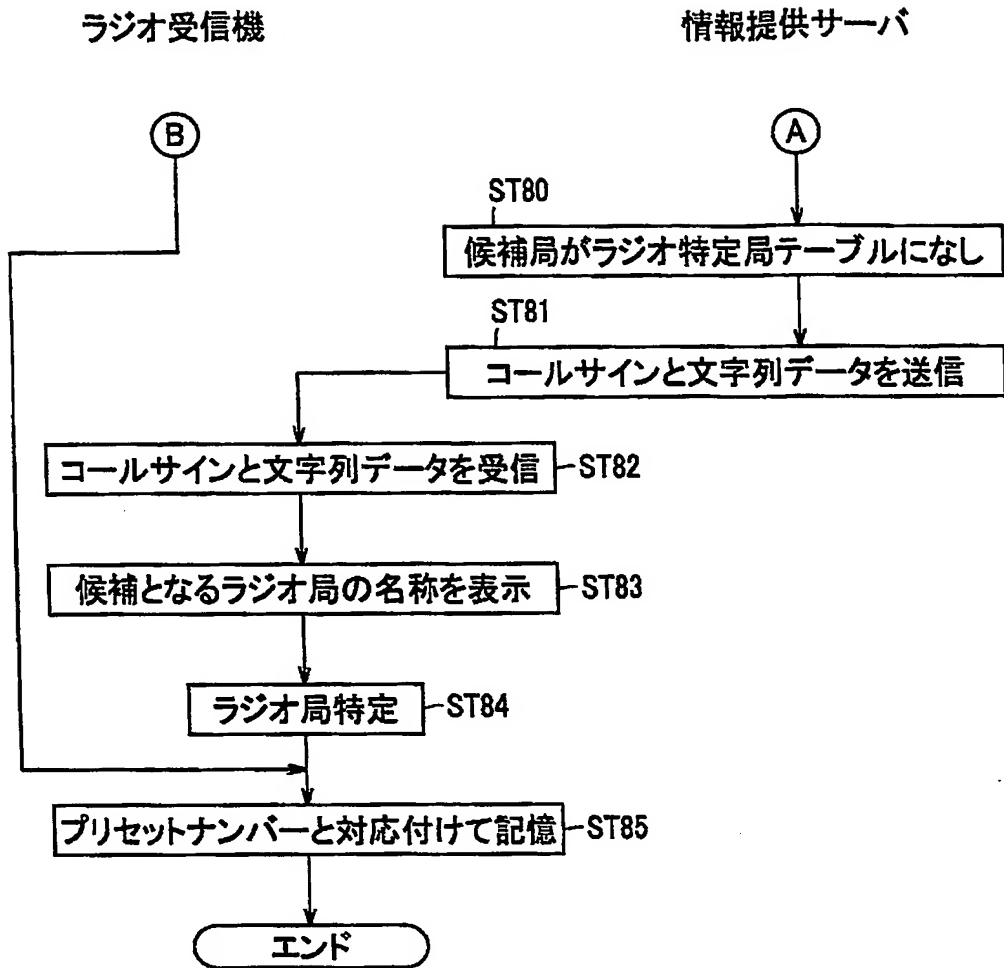 ラジオ受信機
情報提供サーバ
B
A
ST80
候補局がラジオ特定局テーブルになし
ST81
コールサインと文字列データを送信
コールサインと文字列データを受信
ST82
候補となるラジオ局の名称を表示
ST83
ラジオ局特定
ST84
プリセットナンバーと対応付けて記憶
ST85
エンド